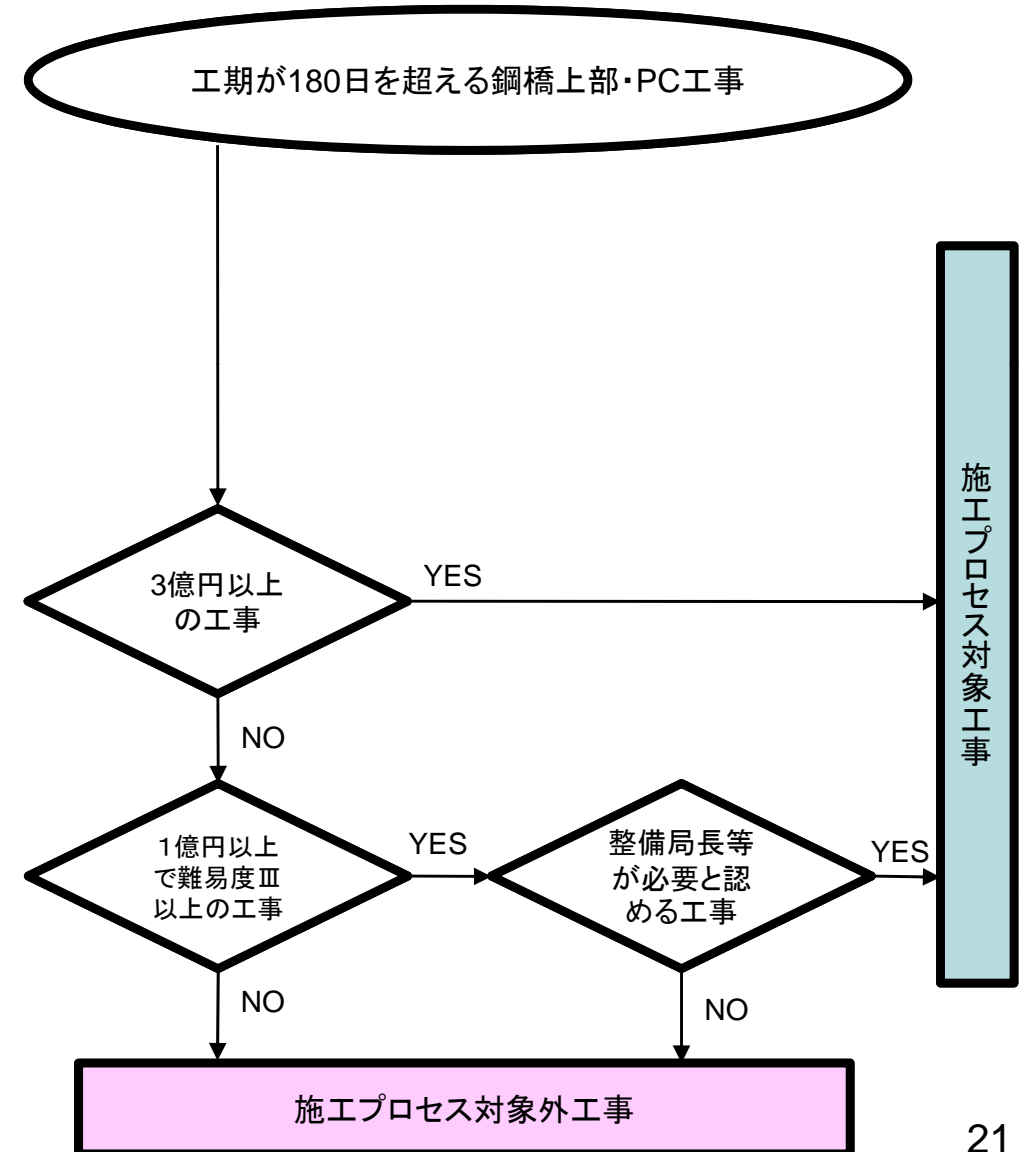 工期が180日を超える鋼橋上部・PC工事
3億円以上
の工事
YES
NO
施工プロセス対象工事
1億円以上
で難易度Ⅲ
以上の工事
YES
整備局長等
が必要と認
める工事
YES
NO
NO
施工プロセス対象外工事
21